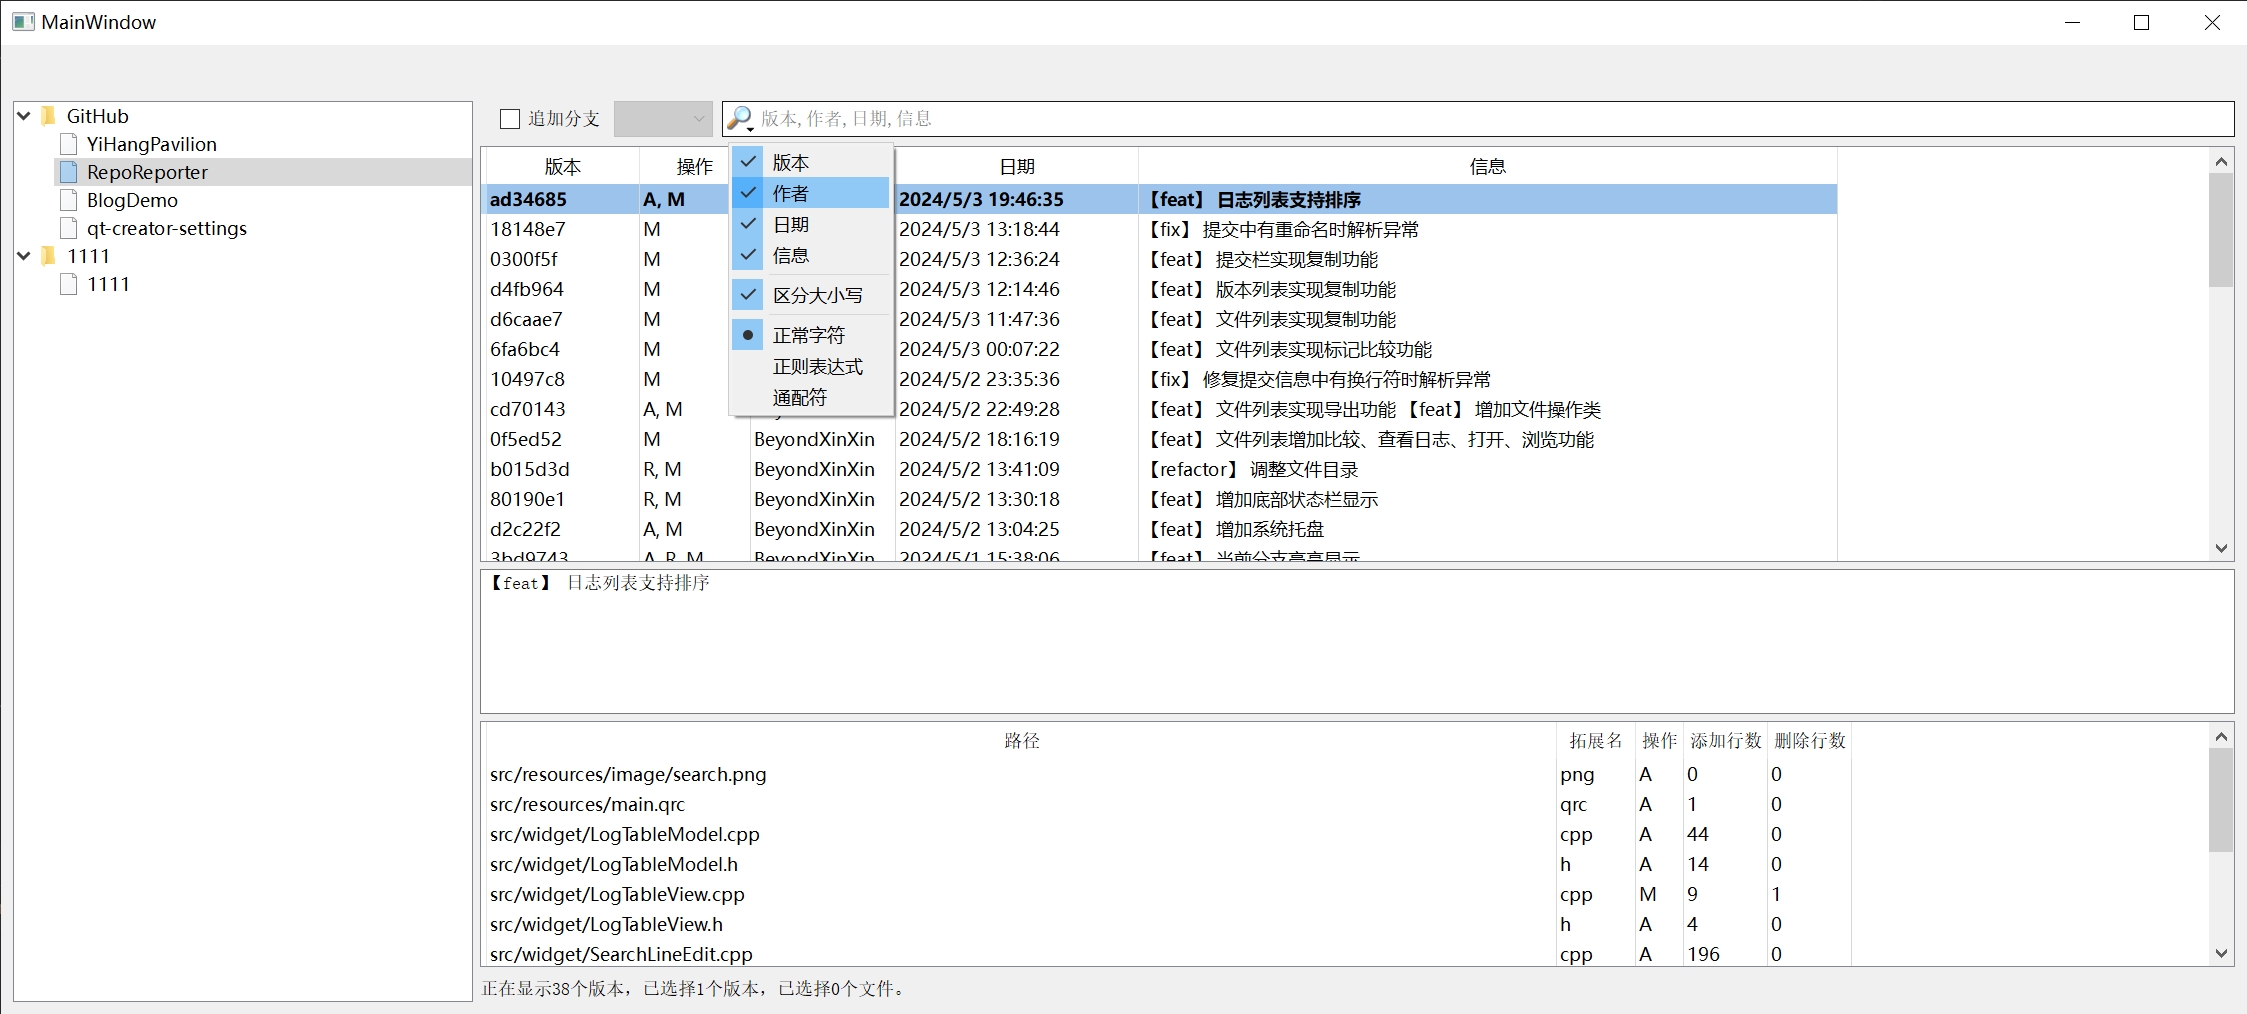 MainWindow
GitHub
YiHangPavilion
RepoReporter
BlogDemo
qt-creator-settings
1111
1111
追加分支
版本, 作者, 日期, 信息
版本
作者
日期
信息
区分大小写
正常字符
正则表达式
通配符
版本 操作 日期 信息
ad34685 A, M 2024/5/3 19:46:35 【feat】 日志列表支持排序
18148e7 M 2024/5/3 13:18:44 【fix】 提交中有重命名时解析异常
0300f5f M 2024/5/3 12:36:24 【feat】 提交栏实现复制功能
d4fb964 M 2024/5/3 12:14:46 【feat】 版本列表实现复制功能
d6caae7 M 2024/5/3 11:47:36 【feat】 文件列表实现复制功能
6fa6bc4 M 2024/5/3 00:07:22 【feat】 文件列表实现标记比较功能
10497c8 M 2024/5/2 23:35:36 【fix】 修复提交信息中有换行符时解析异常
cd70143 A, M 2024/5/2 22:49:28 【feat】 文件列表实现导出功能 【feat】 增加文件操作类
0f5ed52 M BeyondXinXin 2024/5/2 18:16:19 【feat】 文件列表增加比较、查看日志、打开、浏览功能
b015d3d R, M BeyondXinXin 2024/5/2 13:41:09 【refactor】 调整文件目录
80190e1 R, M BeyondXinXin 2024/5/2 13:30:18 【feat】 增加底部状态栏显示
d2c22f2 A, M BeyondXinXin 2024/5/2 13:04:25 【feat】 增加系统托盘
3bd9743 A, R, M BeyondXinXin 2024/5/1 15:38:06 【feat】 当前分支高亮显示
【feat】 日志列表支持排序
路径 拓展名 操作 添加行数 删除行数
src/resources/image/search.png png A 0 0
src/resources/main.qrc qrc A 1 0
src/widget/LogTableModel.cpp cpp A 44 0
src/widget/LogTableModel.h h A 14 0
src/widget/LogTableView.cpp cpp M 9 1
src/widget/LogTableView.h h A 4 0
src/widget/SearchLineEdit.cpp cpp A 196 0
正在显示38个版本，已选择1个版本，已选择0个文件。